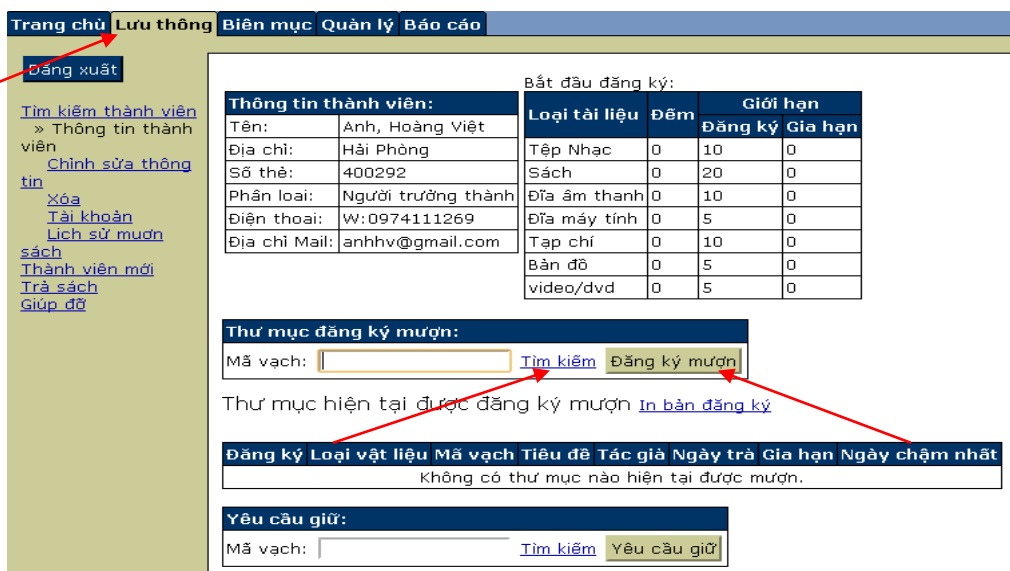 Trang chủ Lưu thông Biên mục Quản lý Báo cáo
Đăng xuất
Tìm kiếm thành viên
» Thông tin thành
viên
Chỉnh sửa thông
tin
Xóa
Tài khoản
Lịch sử mượn
sách
Thành viên mới
Trả sách
Giúp đỡ
Thông tin thành viên:
Tên: Anh, Hoàng Việt
Địa chỉ: Hải Phòng
Số thẻ: 400292
Phân loai: Người trưởng thành
Điện thoai: W:0974111269
Địa chỉ Mail: anhhv@gmail.com
Bắt đầu đăng ký:
Loại tài liệu Đếm Giới hạn
Đăng ký Gia hạn
Tệp Nhạc 0 10 0
Sách 0 20 0
Đĩa âm thanh 0 10 0
Đĩa máy tính 0 5 0
Tạp chí 0 10 0
Bản đồ 0 5 0
video/dvd 0 5 0
Thư mục đăng ký mượn:
Mã vạch: Tìm kiếm Đăng ký mượn
Thư mục hiện tại được đăng ký mượn In bản đăng ký
Đăng ký Loại vật liệu Mã vạch Tiêu đề Tác giả Ngày trả Gia hạn Ngày chậm nhất
Không có thư mục nào hiện tại được mượn.
Yêu cầu giữ:
Mã vạch: Tìm kiếm Yêu cầu giữ